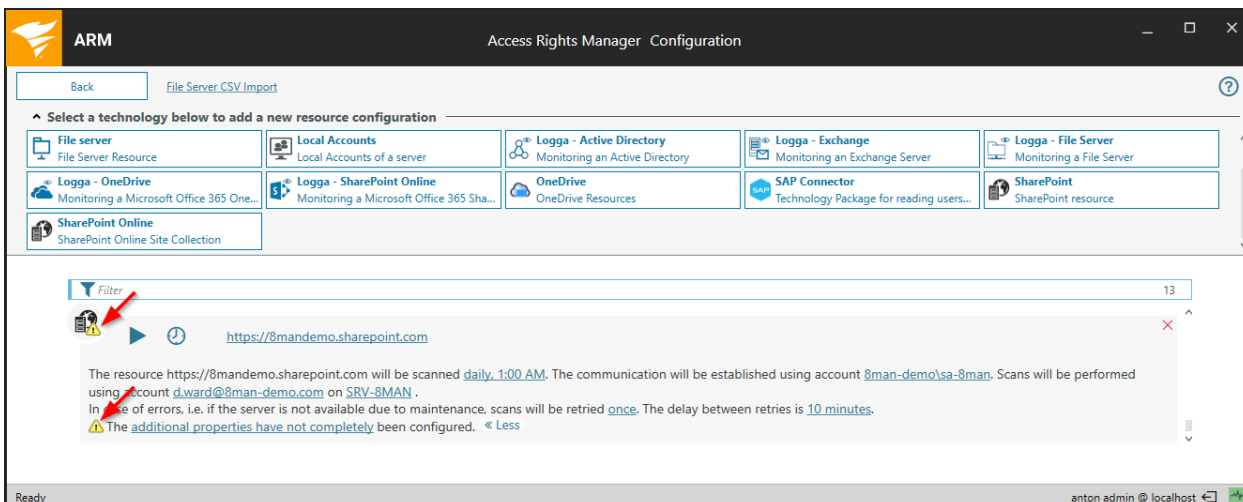 ARM
Access Rights Manager Configuration
Back
File Server CSV Import
Select a technology below to add a new resource configuration
File server
File Server Resource
Local Accounts
Local Accounts of a server
Logga - Active Directory
Monitoring an Active Directory
Logga - Exchange
Monitoring an Exchange Server
Logga - File Server
Monitoring a File Server
Logga - OneDrive
Monitoring a Microsoft Office 365 One...
Logga - SharePoint Online
Monitoring a Microsoft Office 365 Sha...
OneDrive
OneDrive Resources
SAP
SAP Connector
Technology Package for reading users...
SharePoint
SharePoint resource
SharePoint Online
SharePoint Online Site Collection
Filter
13
https://8mandemo.sharepoint.com
The resource https://8mandemo.sharepoint.com will be scanned daily, 1:00 AM. The communication will be established using account 8man-demo\sa-8man. Scans will be performed
using account d.ward@8man-demo.com on SRV-8MAN .
In case of errors, i.e. if the server is not available due to maintenance, scans will be retried once. The delay between retries is 10 minutes.
The additional properties have not completely been configured. « Less
Ready
anton admin @ localhost